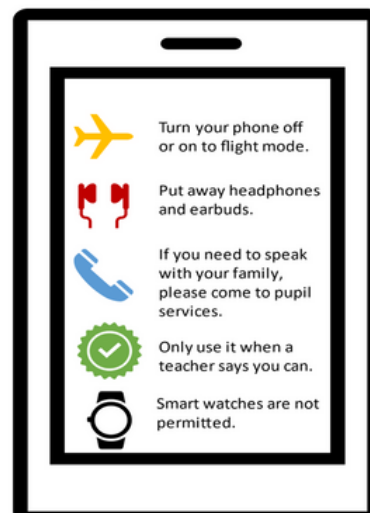 Turn your phone off
or on to flight mode.
Put away headphones
and earbuds.
If you need to speak
with your family,
please come to pupil
services.
Only use it when a
teacher says you can.
Smart watches are not
permitted.